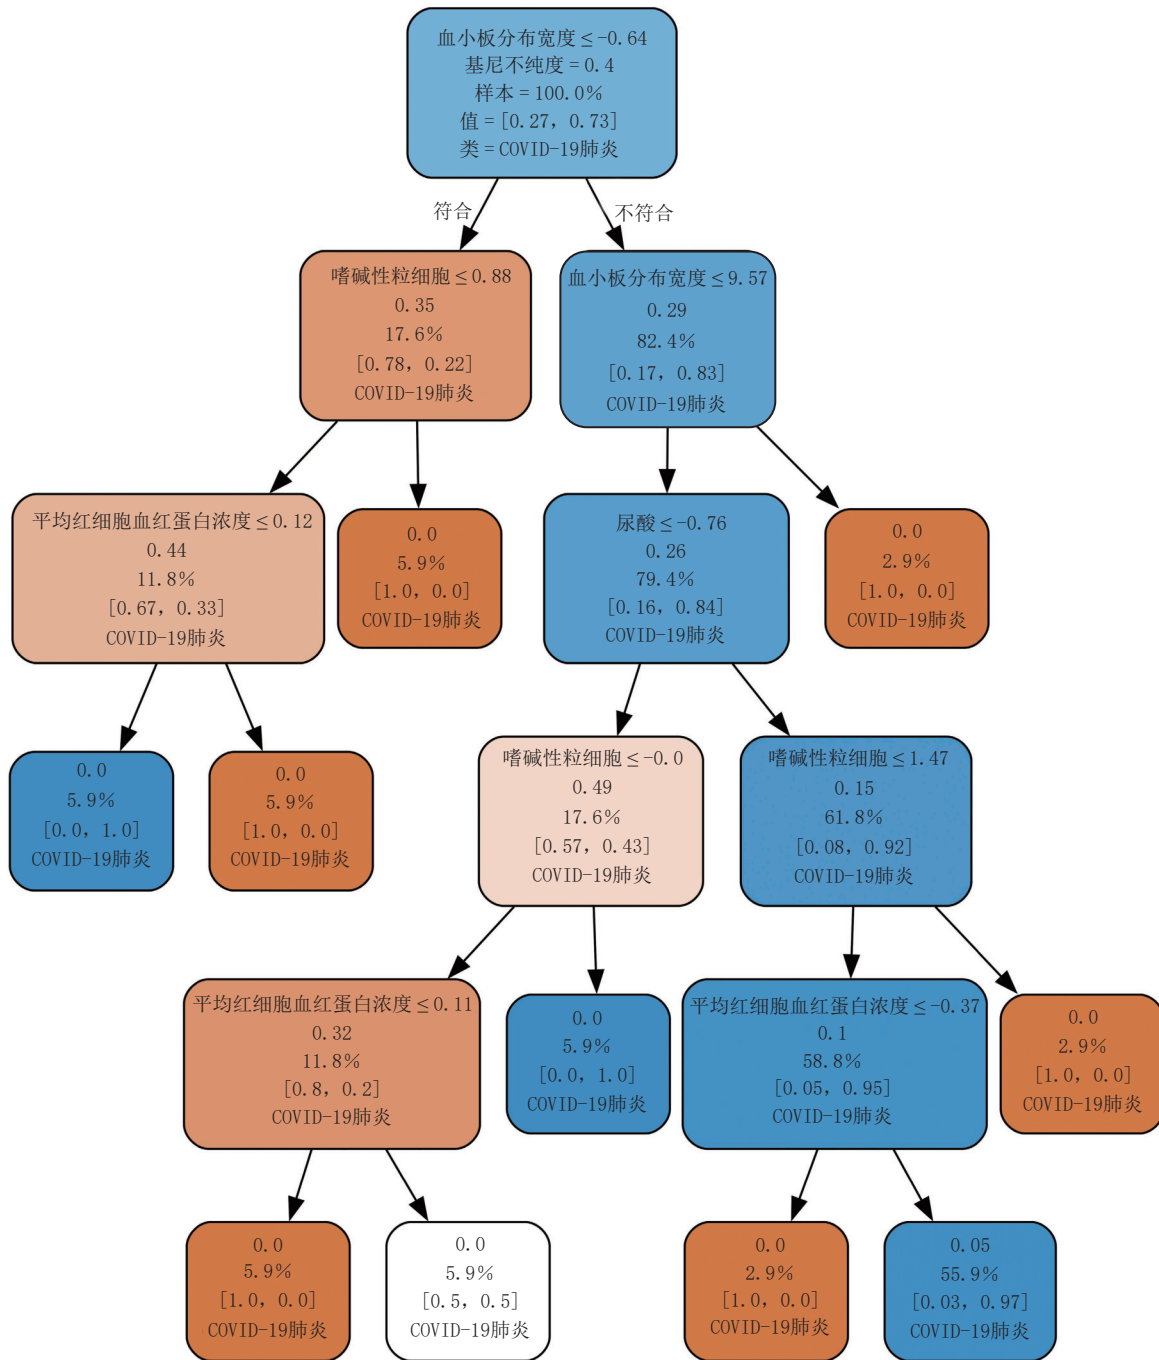 血小板分布宽度≤-0.64
基尼不纯度=0.4
样本=100.0%
值=[0.27, 0.73]
类=COVID-19肺炎
符合
不符合
嗜碱性粒细胞≤0.88
0.35
17.6%
[0.78, 0.22]
COVID-19肺炎
血小板分布宽度≤9.57
0.29
82.4%
[0.17, 0.83]
COVID-19肺炎
平均红细胞血红蛋白浓度≤0.12
0.44
11.8%
[0.67, 0.33]
COVID-19肺炎
0.0
5.9%
[1.0, 0.0]
COVID-19肺炎
尿酸≤-0.76
0.26
79.4%
[0.16, 0.84]
COVID-19肺炎
0.0
2.9%
[1.0, 0.0]
COVID-19肺炎
0.0
5.9%
[0.0, 1.0]
COVID-19肺炎
0.0
5.9%
[1.0, 0.0]
COVID-19肺炎
嗜碱性粒细胞≤-0.0
0.49
17.6%
[0.57, 0.43]
COVID-19肺炎
嗜碱性粒细胞≤1.47
0.15
61.8%
[0.08, 0.92]
COVID-19肺炎
平均红细胞血红蛋白浓度≤0.11
0.32
11.8%
[0.8, 0.2]
COVID-19肺炎
0.0
5.9%
[0.0, 1.0]
COVID-19肺炎
平均红细胞血红蛋白浓度≤-0.37
0.1
58.8%
[0.05, 0.95]
COVID-19肺炎
0.0
2.9%
[1.0, 0.0]
COVID-19肺炎
0.0
5.9%
[1.0, 0.0]
COVID-19肺炎
0.0
5.9%
[0.5, 0.5]
COVID-19肺炎
0.0
2.9%
[1.0, 0.0]
COVID-19肺炎
0.05
55.9%
[0.03, 0.97]
COVID-19肺炎